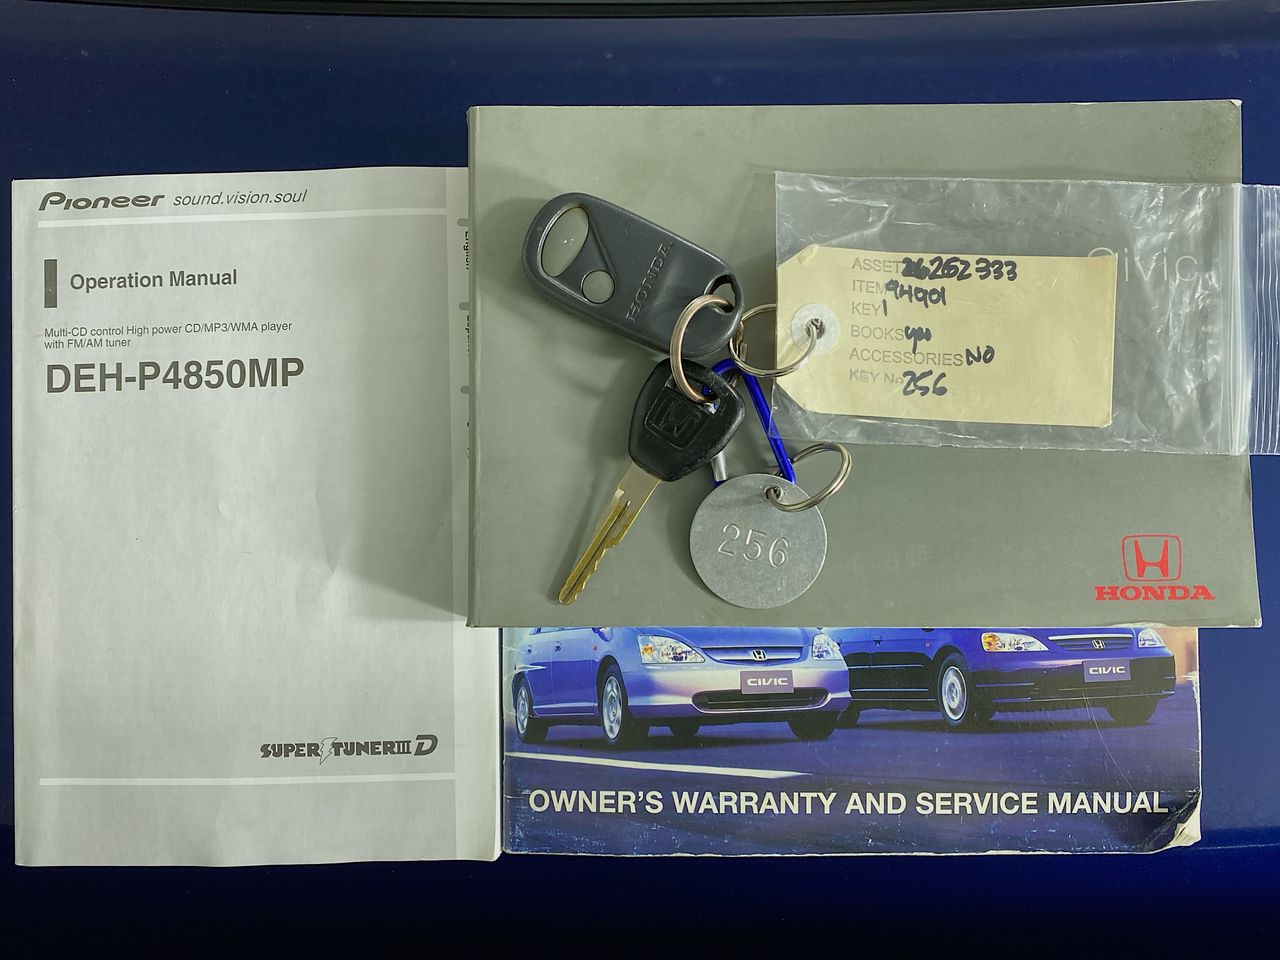 Pioneer sound.vision.soul
Operation Manual
Multi-CD control High power CD/MP3/WMA player
with FM/AM tuner
DEH-P4850MP
SUPER TUNER III D
English
HONDA
Civic
ASSET 26252333
ITEM 94901
KEY 1
BOOKS yes
ACCESSORIES NO
KEY No 256
256
HONDA
CIVIC
CIVIC
OWNER'S WARRANTY AND SERVICE MANUAL